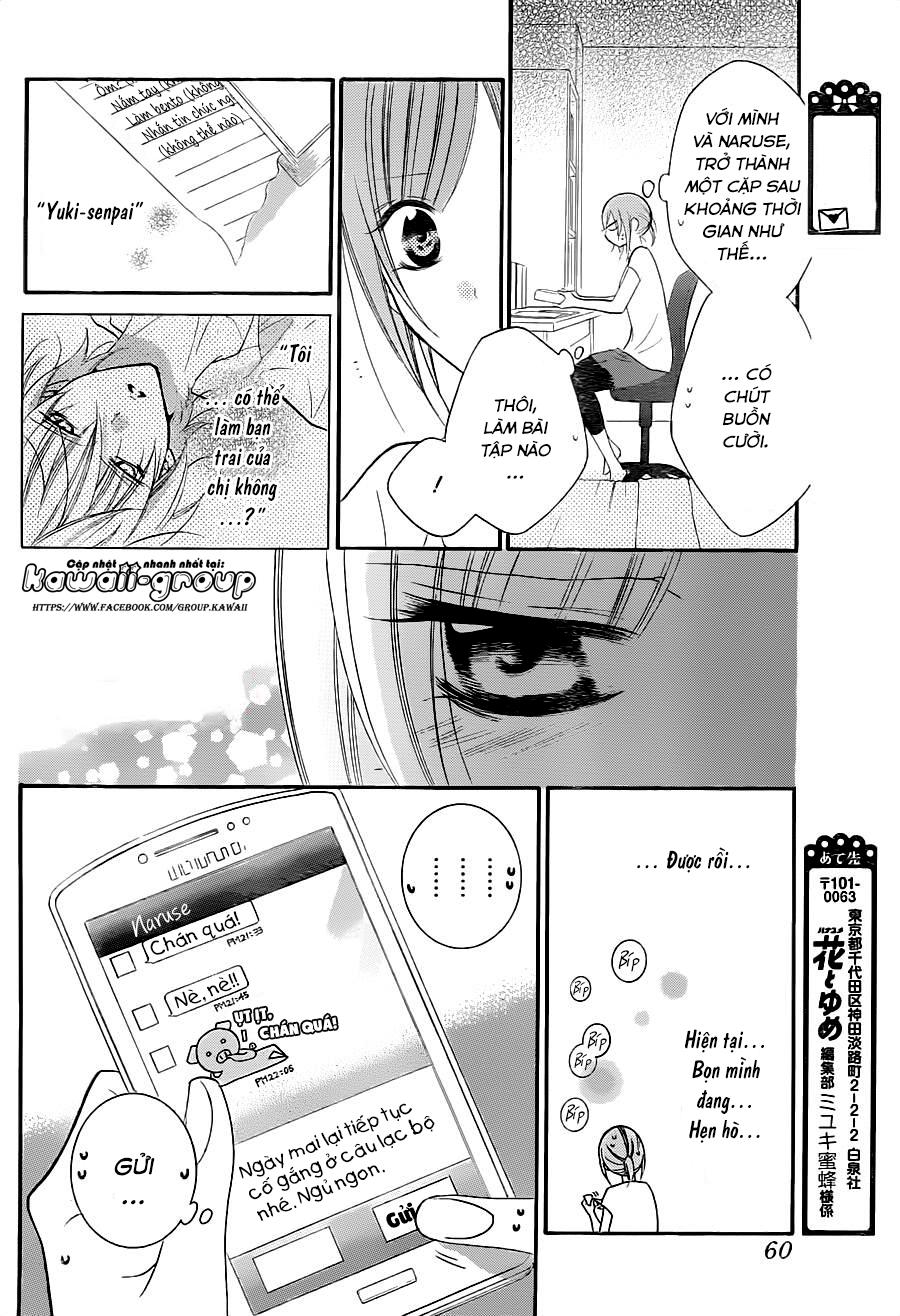 VỚI MÌNH
VÀ NARUSE,
TRỞ THÀNH
MỘT CẶP SAU
KHOẢNG THỜI
GIAN NHƯ
THẾ...
... CÓ
CHÚT
BUỒN
CƯỜI.
THÔI,
LÀM BÀI
TẬP NÀO
...
!
Ôm?
Nắm tay (kh
Làm bento (không
Nhắn tin chúc ng
(không thể nào)
“Yuki-senpai”
“Tôi
... có thể
làm bạn
trai của
chị không
...?”
Cập nhật nhanh nhất tại:
kawaii-group
HTTPS://WWW.FACEBOOK.COM/GROUP.KAWAII
... Được rồi...
Bíp
Bíp
Bíp
Bíp
Bíp
Hiện tại...
Bọn mình
đang...
Hẹn hò...
Naruse
Chán quá!
PM21:33
Nè, nè!!
PM21:45
ỤT ỊT,
CHÁN QUÁ!
PM22:05
Ngày mai lại tiếp tục
cố gắng ở câu lạc bộ
nhé. Ngủ ngon.
Gửi
GỬI
...
60
あて先
〒101-
0063
東京都千代田区神田淡路町2-2-2 白泉社
ハナユメ
花とゆめ 編集部 ミユキ蜜蜂様係